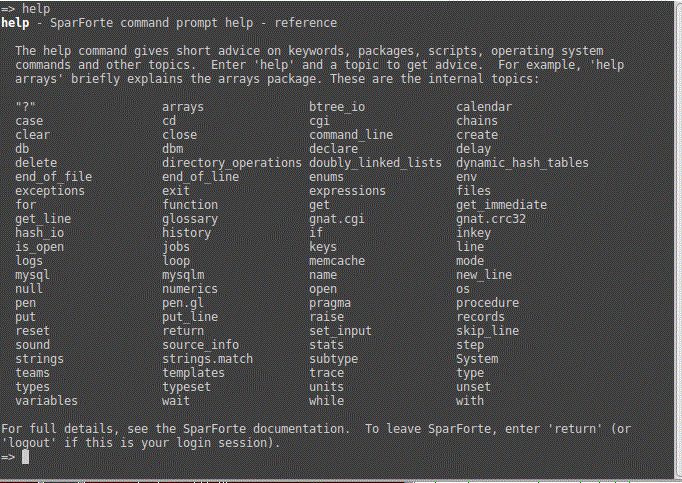 => help
help - SparForte command prompt help - reference
The help command gives short advice on keywords, packages, scripts, operating system
commands and other topics.  Enter 'help' and a topic to get advice.  For example, 'help
arrays' briefly explains the arrays package. These are the internal topics:
"?" arrays btree_io calendar
case cd cgi chains
clear close command_line create
db dbm declare delay
delete directory_operations doubly_linked_lists dynamic_hash_tables
end_of_file end_of_line enums env
exceptions exit expressions files
for function get get_immediate
get_line glossary gnat.cgi gnat.crc32
hash_io history if inkey
is_open jobs keys line
logs loop memcache mode
mysql mysqlm name new_line
null numerics open os
pen pen.gl pragma procedure
put put_line raise records
reset return set_input skip_line
sound source_info stats step
strings strings.match subtype System
teams templates trace type
types typeset units unset
variables wait while with
For full details, see the SparForte documentation.  To leave SparForte, enter 'return' (or
'logout' if this is your login session).
=>